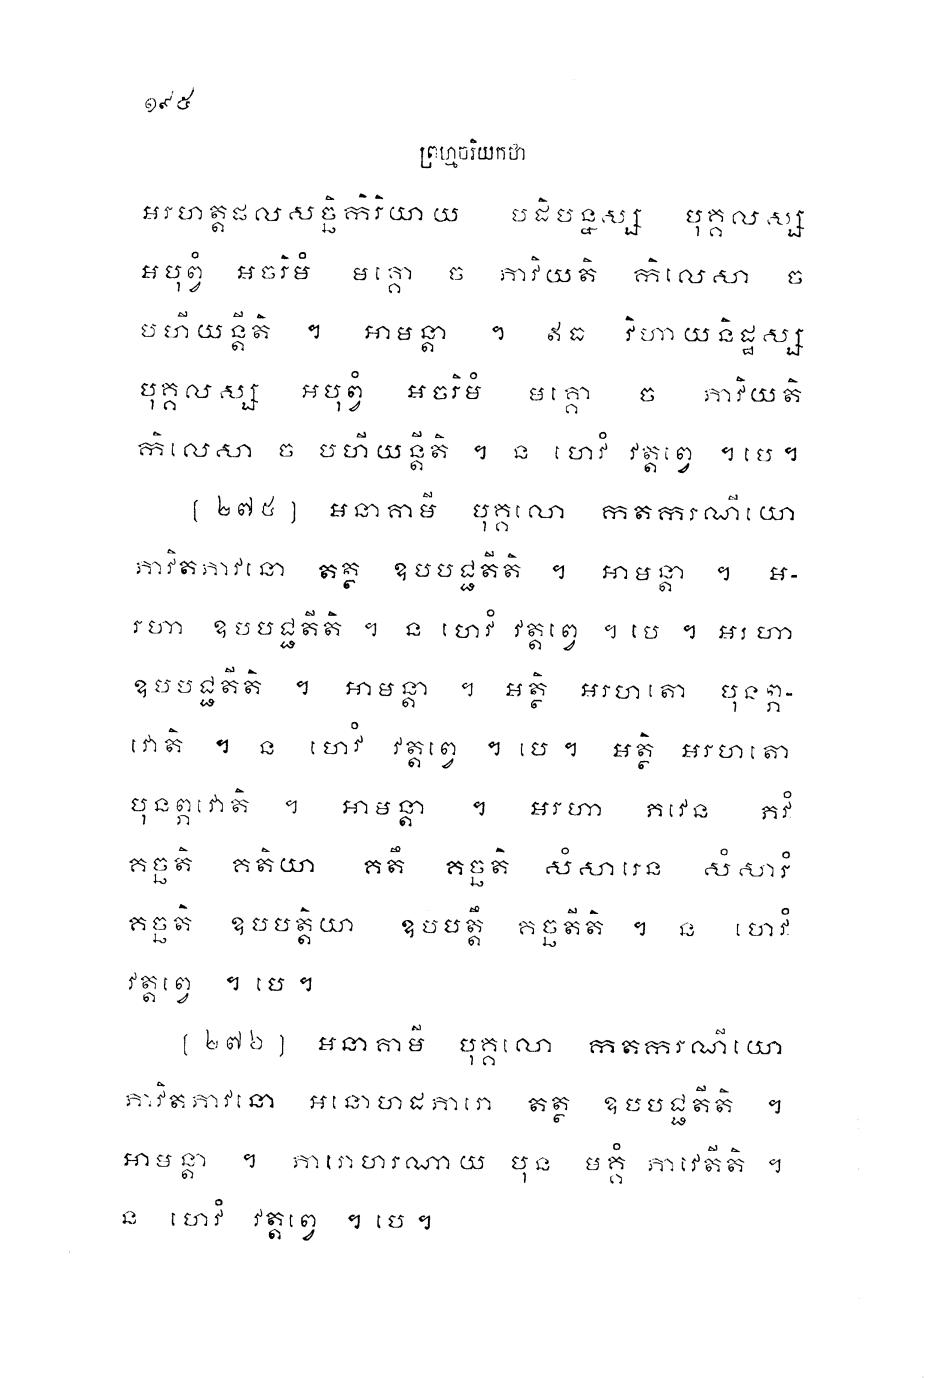 ១៩៥
ព្រហ្មចរិយកថា
អរហត្តផលសច្ឆិកិរិយាយ បដិបន្នស្ស បុគ្គលស្ស
អបុព្វំ អចរិមំ មគ្គោ ច ភាវិយតិ កិលេសា ច
បហីយន្តីតិ ។ អាមន្តា ។ ឥធ វិហាយនិដ្ឋស្ស
បុគ្គលស្ស អបុព្វំ អចរិមំ មគ្គោ ច ភាវិយតិ
កិលេសា ច បហីយន្តីតិ ។ ន ហេវំ វត្តព្វេ ។បេ។
[ ២៧៥ ] អនាគាមី បុគ្គលោ កតករណីយោ
ភាវិតភាវនោ តត្ថ ឧបបជ្ជតីតិ ។ អាមន្តា ។ អ-
រហា ឧបបជ្ជតីតិ ។ ន ហេវំ វត្តព្វេ ។ បេ ។ អរហា
ឧបបជ្ជតីតិ ។ អាមន្តា ។ អត្ថិ អរហតោ បុនព្ភ-
វោតិ ។ ន ហេវំ វត្តព្វេ ។ បេ ។ អត្ថិ អរហតោ
បុនព្ភវោតិ ។ អាមន្តា ។ អរហា ភវេន ភវំ
គច្ឆតិ គតិយា គតឹ គច្ឆតិ សំសារេន សំសារំ
គច្ឆតិ ឧបបត្តិយា ឧបបត្តឹ គច្ឆតីតិ ។ ន ហេវំ
វត្តព្វេ ។ បេ ។
[ ២៧៦ ] អនាគាមី បុគ្គលោ កតករណីយោ
ភាវិតភាវនោ អនោហដភារោ តត្ថ ឧបបជ្ជតីតិ ។
អាមន្តា ។ ភារោហរណាយ បុន មគ្គំ ភាវេតីតិ ។
ន ហេវំ វត្តព្វេ ។ បេ ។